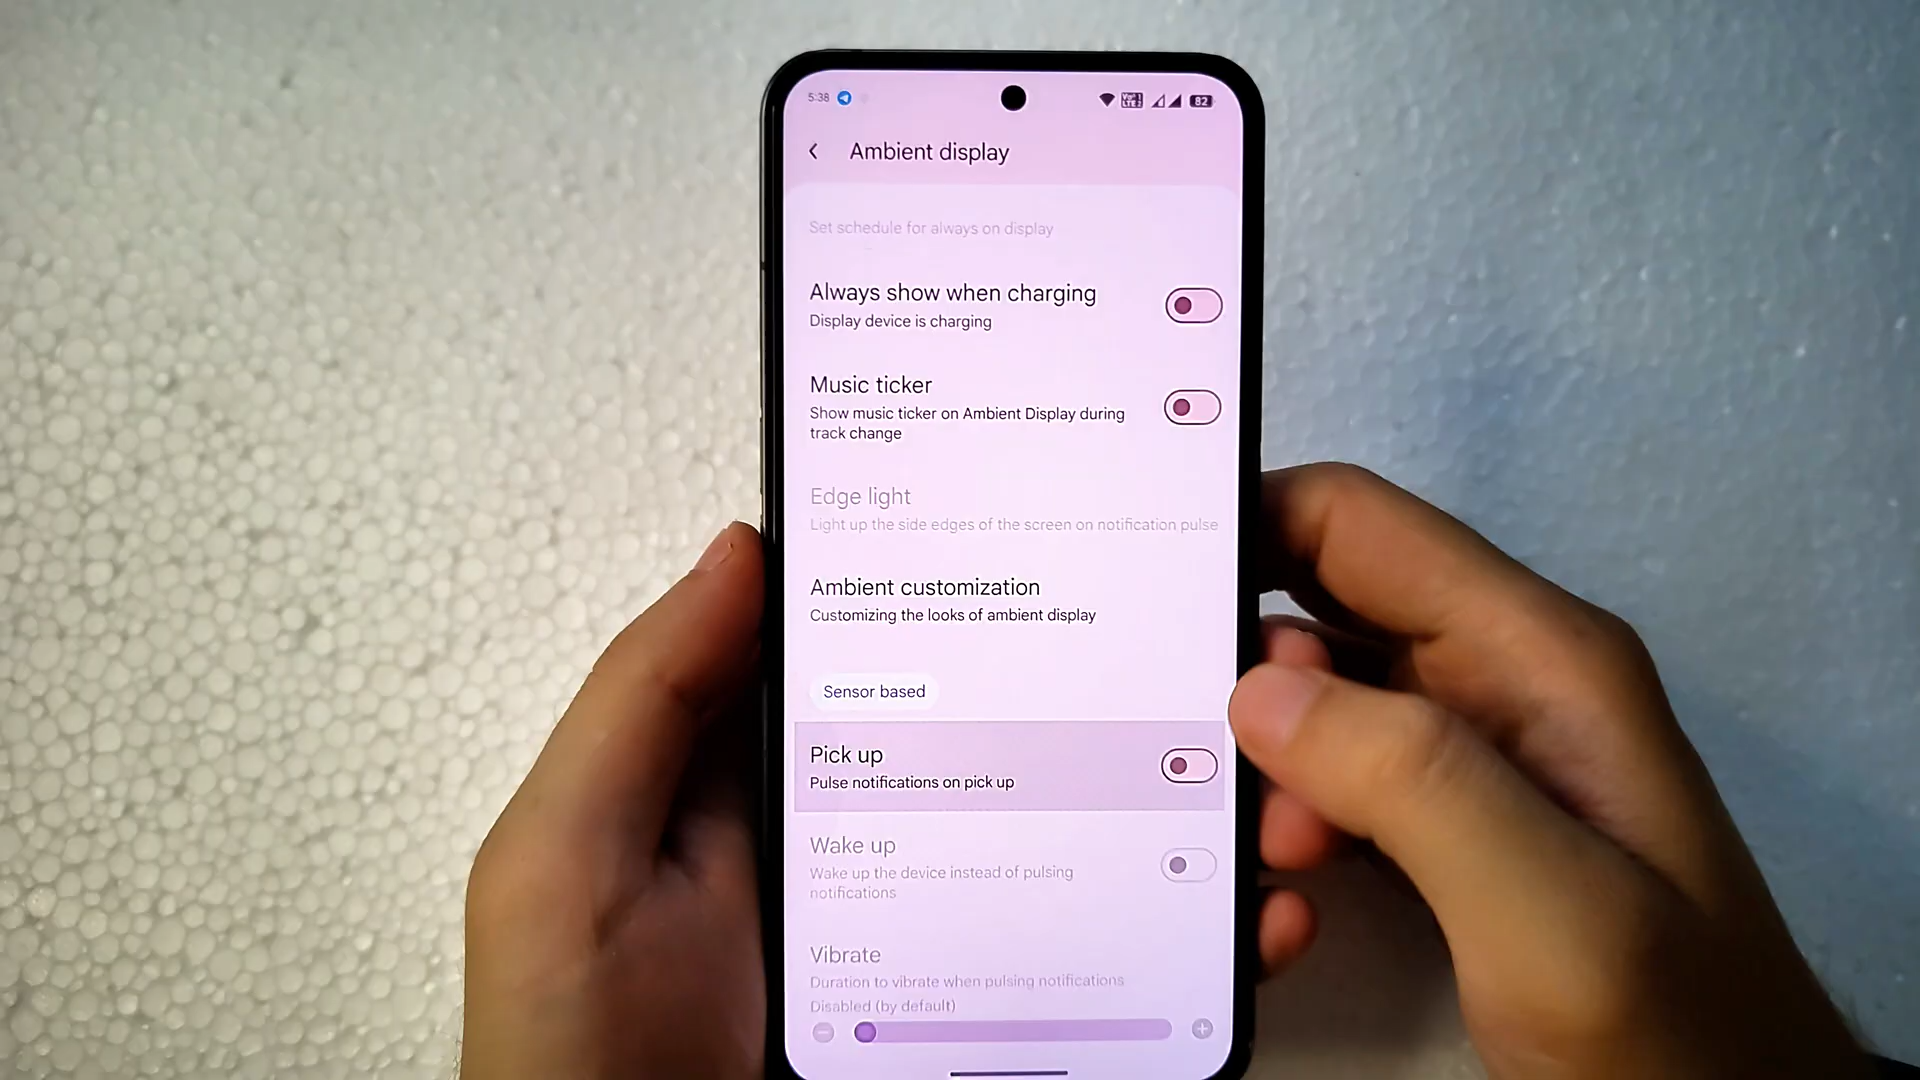 5:38
82
Ambient display
Set schedule for always on display
Always show when charging
Display device is charging
Music ticker
Show music ticker on Ambient Display during
track change
Edge light
Light up the side edges of the screen on notification pulse
Ambient customization
Customizing the looks of ambient display
Sensor based
Pick up
Pulse notifications on pick up
Wake up
Wake up the device instead of pulsing
notifications
Vibrate
Duration to vibrate when pulsing notifications
Disabled (by default)